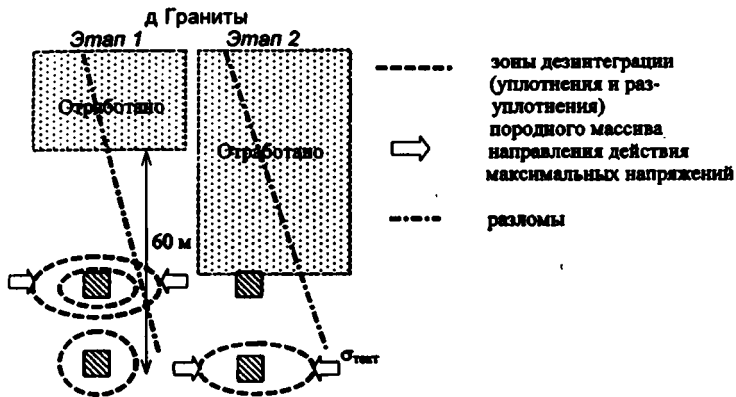 д Граниты
Этап 1
Этап 2
Отработано
Отработано
60 м
σтект
зоны дезинтеграции
(уплотнения и раз-
уплотнения)
породного массива
направления действия
максимальных напряжений
разломы